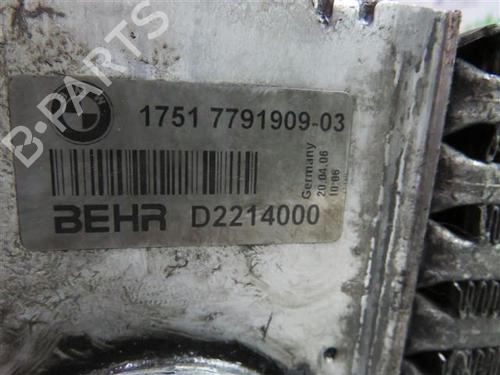 B-PARTS
1751 7791909-03
Germany
20.04.06
10:06
BEHR D2214000